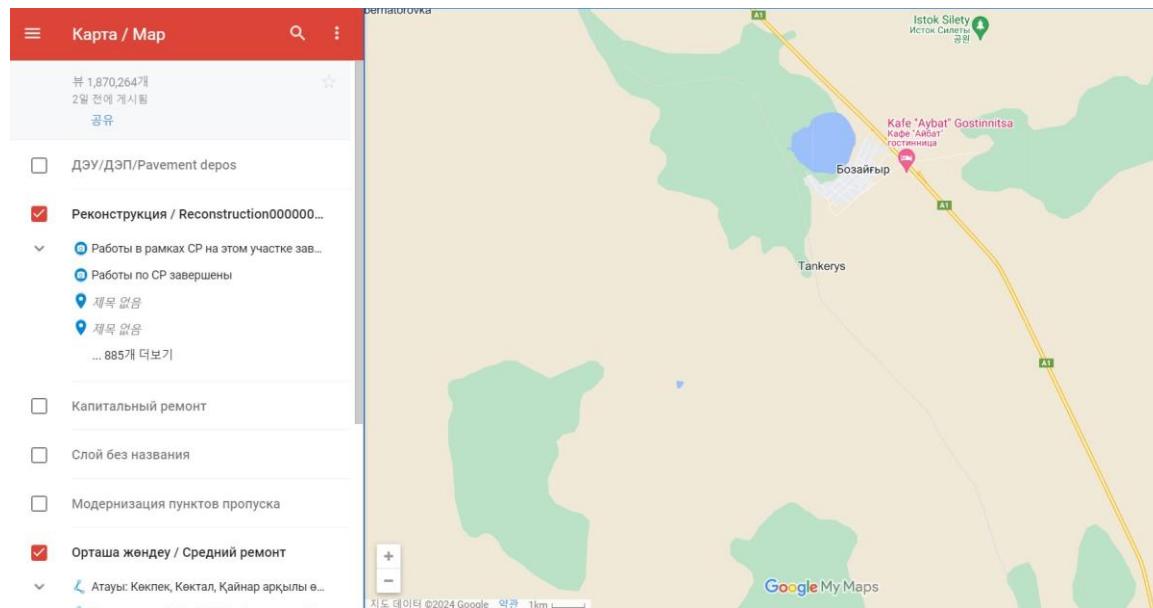 Карта / Map
뷰 1,870,264개
2일 전에 게시됨
공유
ДЭУ/ДЭП/Pavement depos
Реконструкция / Reconstruction000000...
Работы в рамках СР на этом участке зав...
Работы по СР завершены
제목 없음
제목 없음
... 885개 더보기
Капитальный ремонт
Слой без названия
Модернизация пунктов пропуска
Орташа жөндеу / Средний ремонт
Атауы: Көкпек, Көктал, Қайнар арқылы ө...
bernatorovka
A1
Istok Silety
Исток Силеты
공원
Kafe "Aybat" Gostinnitsa
Кафе "Айбат"
гостинница
Бозайғыр
A1
Tankerys
A1
Google My Maps
지도 데이터 ©2024 Google 약관 1km